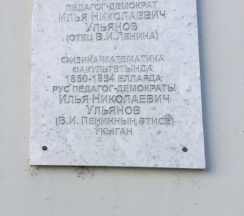 ПЕДАГОГ-ДЕМОКРАТ
ИЛЬЯ НИКОЛАЕВИЧ
УЛЬЯНОВ
(ОТЕЦ В.И.ЛЕНИНА)
ФИЗИКА-МАТЕМАТИКА
ФАКУЛЬТЕТЫНДА
1850-1854 ЕЛЛАРДА
РУС ПЕДАГОГ-ДЕМОКРАТЫ
ИЛЬЯ НИКОЛАЕВИЧ
УЛЬЯНОВ
(В.И. ЛЕНИННЫҢ ӘТИСЕ)
УКЫГАН